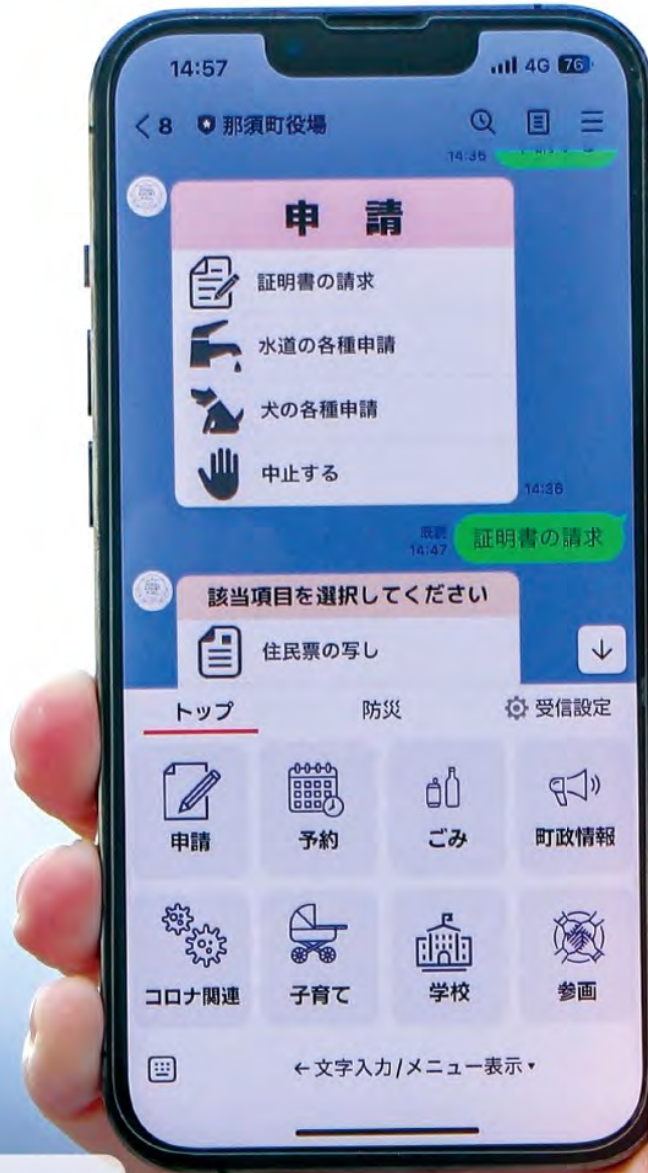 14:57
4G 76
8 那須町役場
14:36
申 請
証明書の請求
水道の各種申請
犬の各種申請
中止する
14:36
既読
14:47
証明書の請求
該当項目を選択してください
住民票の写し
トップ
防災
受信設定
申請
予約
ごみ
町政情報
コロナ関連
子育て
学校
参画
←文字入力/メニュー表示▾